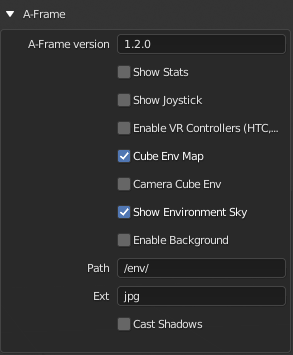 A-Frame
A-Frame version 1.2.0
Show Stats
Show Joystick
Enable VR Controllers (HTC,...
Cube Env Map
Camera Cube Env
Show Environment Sky
Enable Background
Path /env/
Ext jpg
Cast Shadows